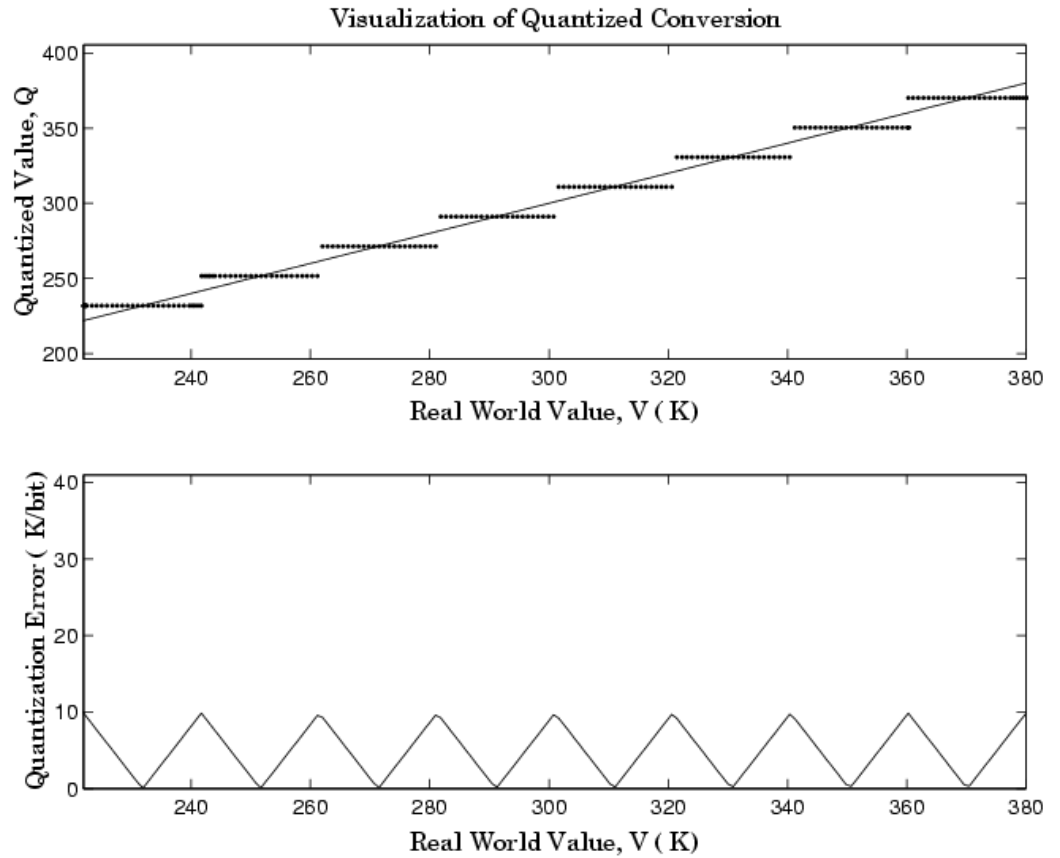 Visualization of Quantized Conversion
Quantized Value, Q
400
350
300
250
200
240 260 280 300 320 340 360 380
Real World Value, V ( K)
Quantization Error ( K/bit)
40
30
20
10
0
240 260 280 300 320 340 360 380
Real World Value, V ( K)